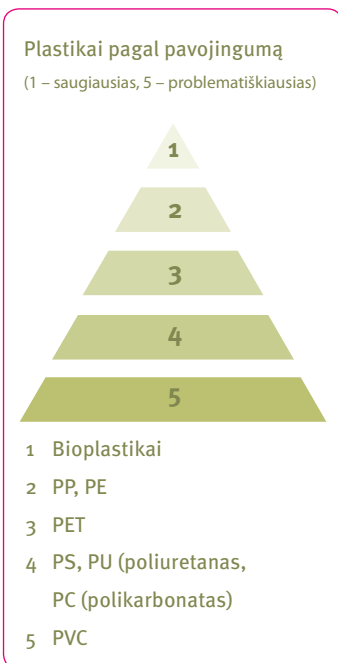 Plastikai pagal pavojingumą
(1 – saugiausias, 5 – problematiškiausias)
1
2
3
4
5
1 Bioplastikai
2 PP, PE
3 PET
4 PS, PU (poliuretanas,
PC (polikarbonatas)
5 PVC